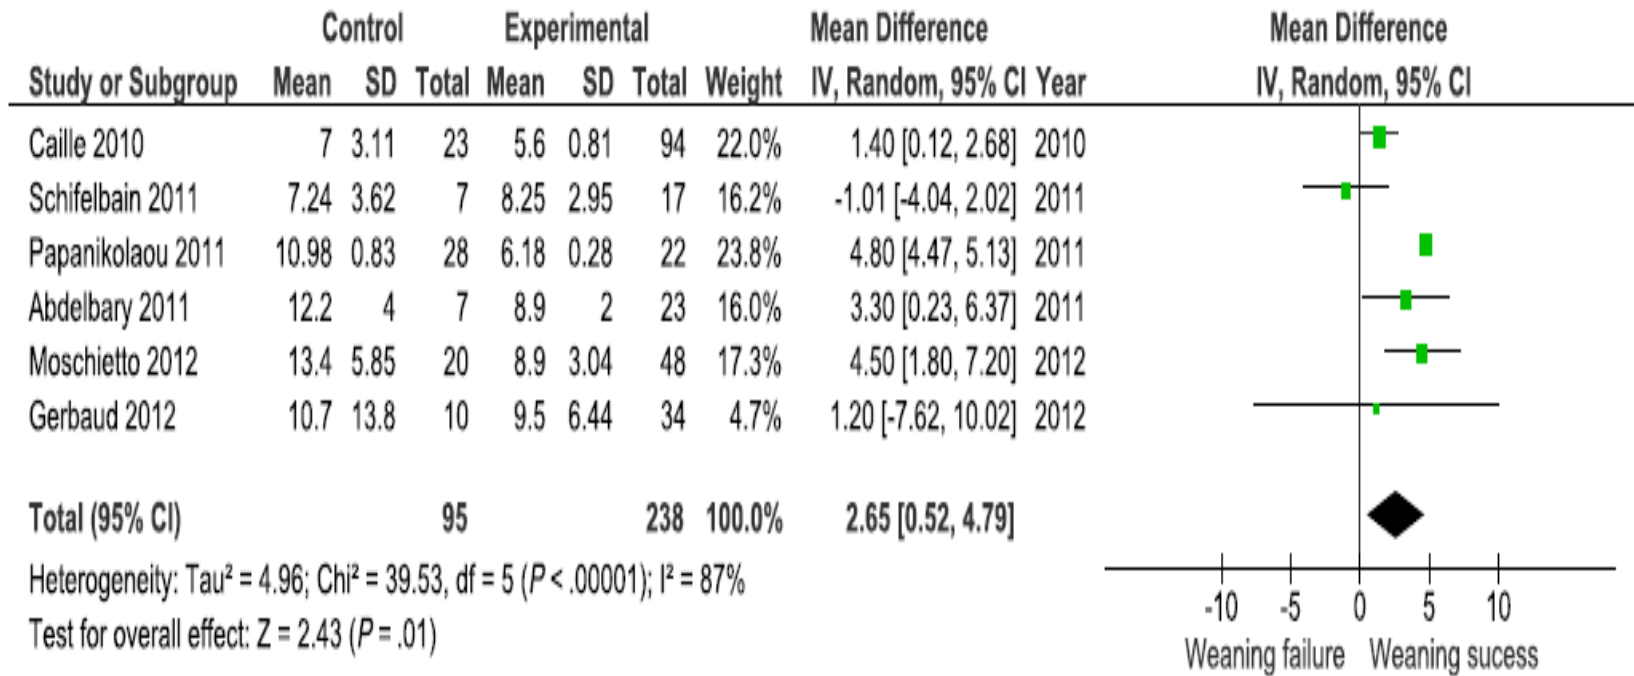 Control Experimental Mean Difference Mean Difference
Study or Subgroup Mean SD Total Mean SD Total Weight IV, Random, 95% CI Year IV, Random, 95% CI
Caille 2010 7 3.11 23 5.6 0.81 94 22.0% 1.40 [0.12, 2.68] 2010
Schifelbain 2011 7.24 3.62 7 8.25 2.95 17 16.2% -1.01 [-4.04, 2.02] 2011
Papanikolaou 2011 10.98 0.83 28 6.18 0.28 22 23.8% 4.80 [4.47, 5.13] 2011
Abdelbary 2011 12.2 4 7 8.9 2 23 16.0% 3.30 [0.23, 6.37] 2011
Moschietto 2012 13.4 5.85 20 8.9 3.04 48 17.3% 4.50 [1.80, 7.20] 2012
Gerbaud 2012 10.7 13.8 10 9.5 6.44 34 4.7% 1.20 [-7.62, 10.02] 2012
Total (95% CI) 95 238 100.0% 2.65 [0.52, 4.79]
Heterogeneity: Tau² = 4.96; Chi² = 39.53, df = 5 (P < .00001); I² = 87%
Test for overall effect: Z = 2.43 (P = .01)
-10 -5 0 5 10
Weaning failure Weaning sucess